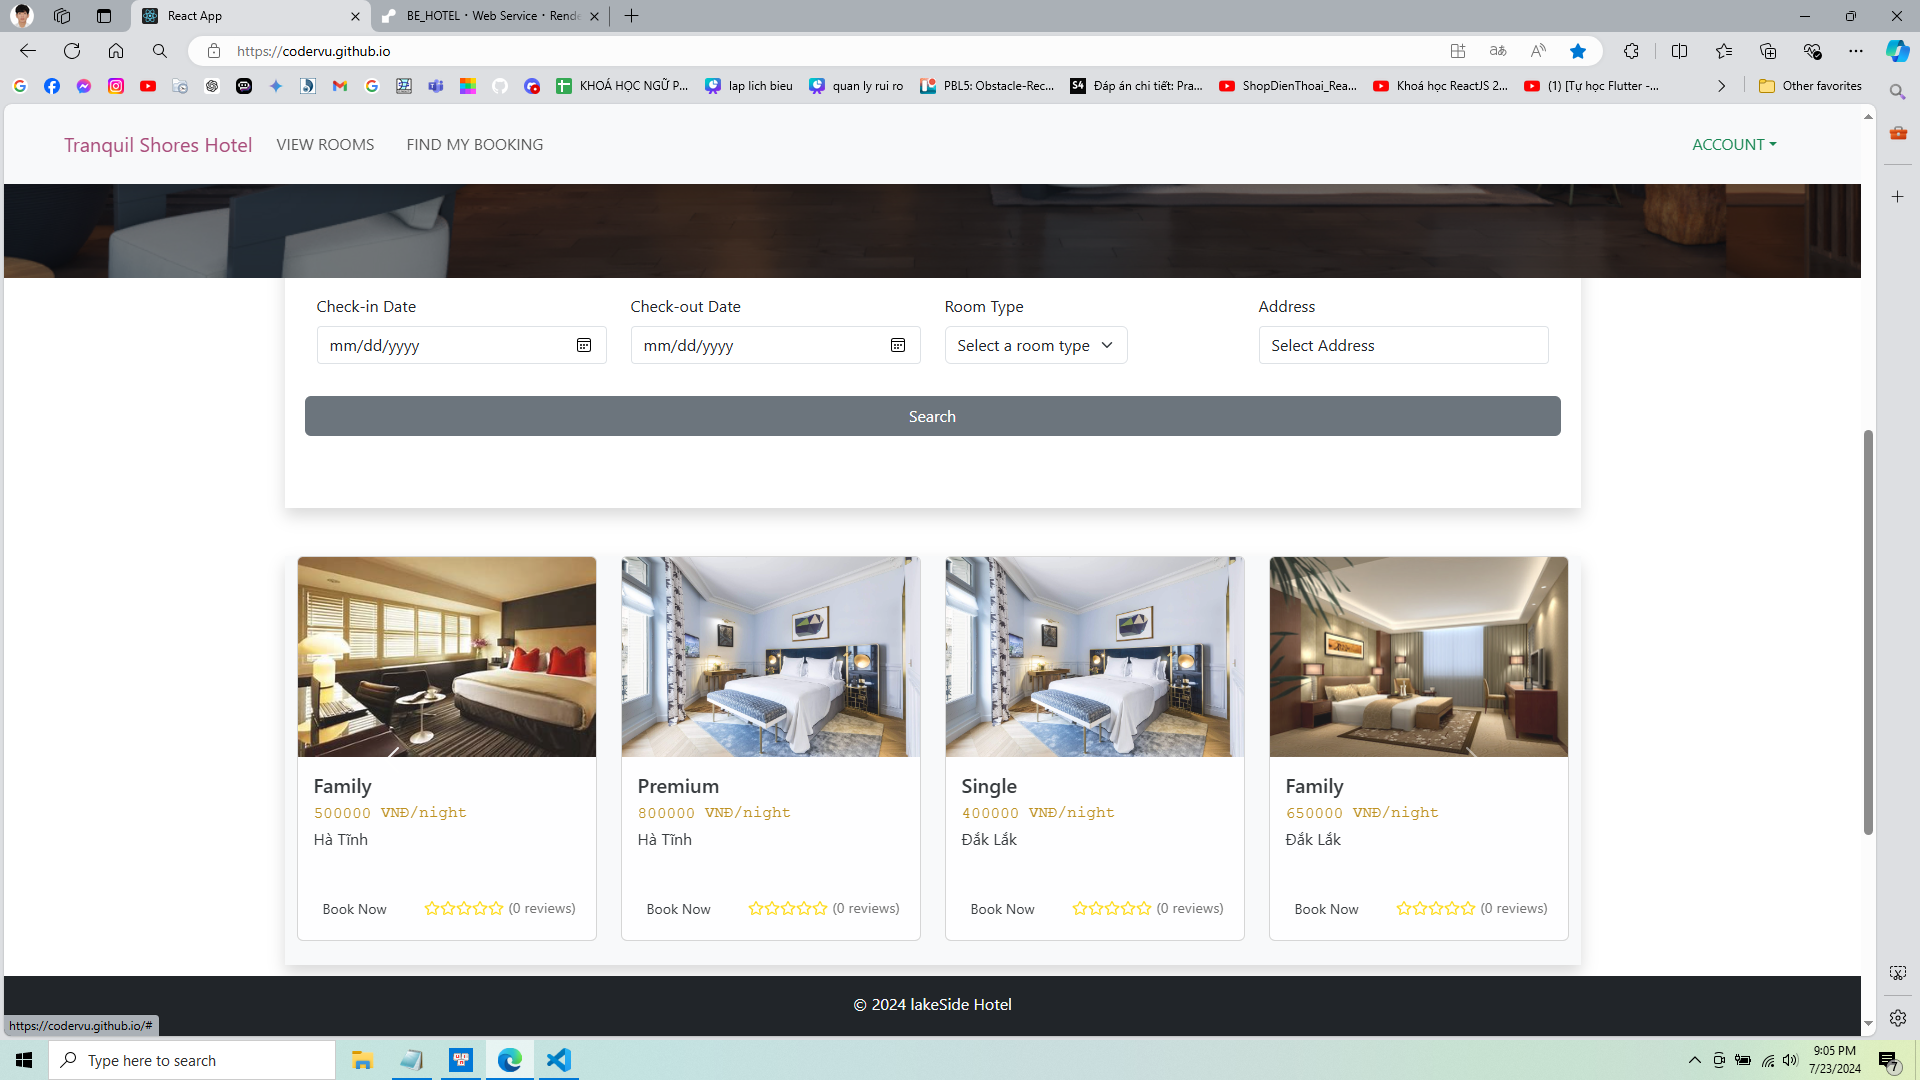 React App
BE_HOTEL · Web Service · Rende
https://codervu.github.io
KHOÁ HỌC NGỮ P...
lap lich bieu
quan ly rui ro
PBL5: Obstacle-Rec...
S4
Đáp án chi tiết: Pra...
ShopDienThoai_Rea...
Khoá học ReactJS 2...
(1) [Tự học Flutter -...
Other favorites
Tranquil Shores Hotel
VIEW ROOMS
FIND MY BOOKING
ACCOUNT
Check-in Date
Check-out Date
Room Type
Address
mm/dd/yyyy
mm/dd/yyyy
Select a room type
Select Address
Search
Family
500000 VNĐ/night
Hà Tĩnh
Book Now
(0 reviews)
Premium
800000 VNĐ/night
Hà Tĩnh
Book Now
(0 reviews)
Single
400000 VNĐ/night
Đắk Lắk
Book Now
(0 reviews)
Family
650000 VNĐ/night
Đắk Lắk
Book Now
(0 reviews)
© 2024 lakeSide Hotel
https://codervu.github.io/#
Type here to search
9:05 PM
7/23/2024
7